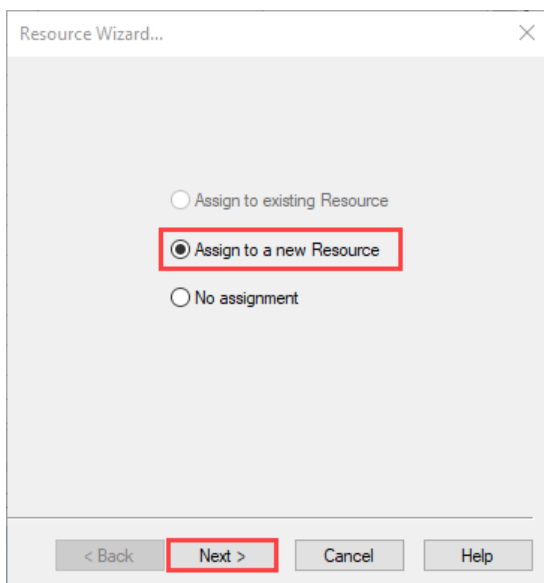 Resource Wizard...
Assign to existing Resource
Assign to a new Resource
No assignment
< Back Next > Cancel Help